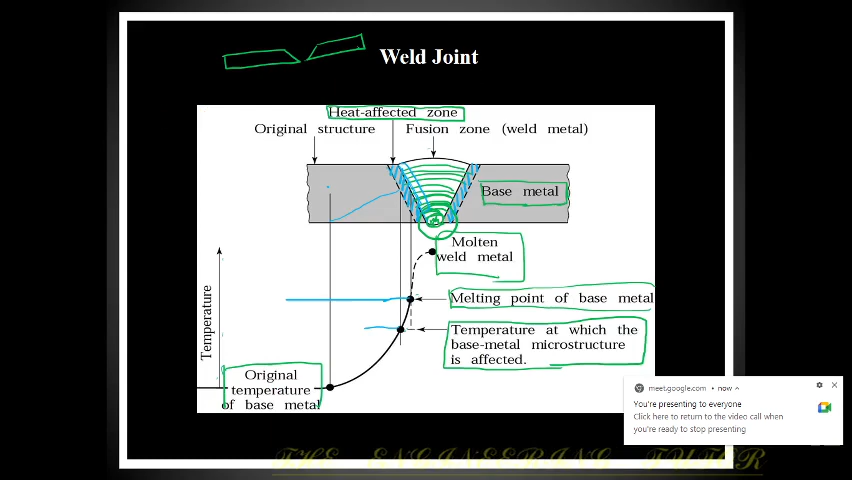 Weld Joint
Heat-affected zone
Original structure
Fusion zone (weld metal)
Base metal
Molten
weld metal
Melting point of base metal
Temperature at which the
base-metal microstructure
is affected.
Temperature
Original
temperature
of base metal
meet.google.com • now
You're presenting to everyone
Click here to return to the video call when
you're ready to stop presenting
THE ENGINEERING TUTOR